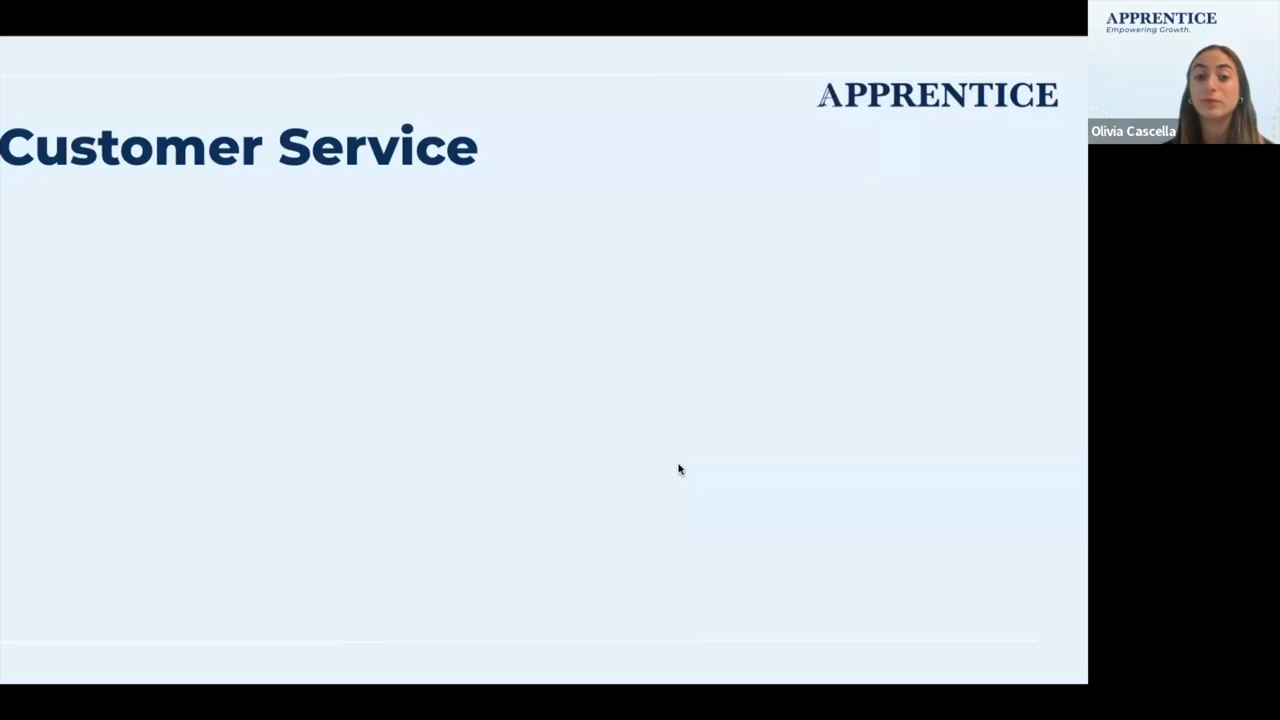 APPRENTICE
Customer Service
APPRENTICE
Empowering Growth.
Olivia Cascella